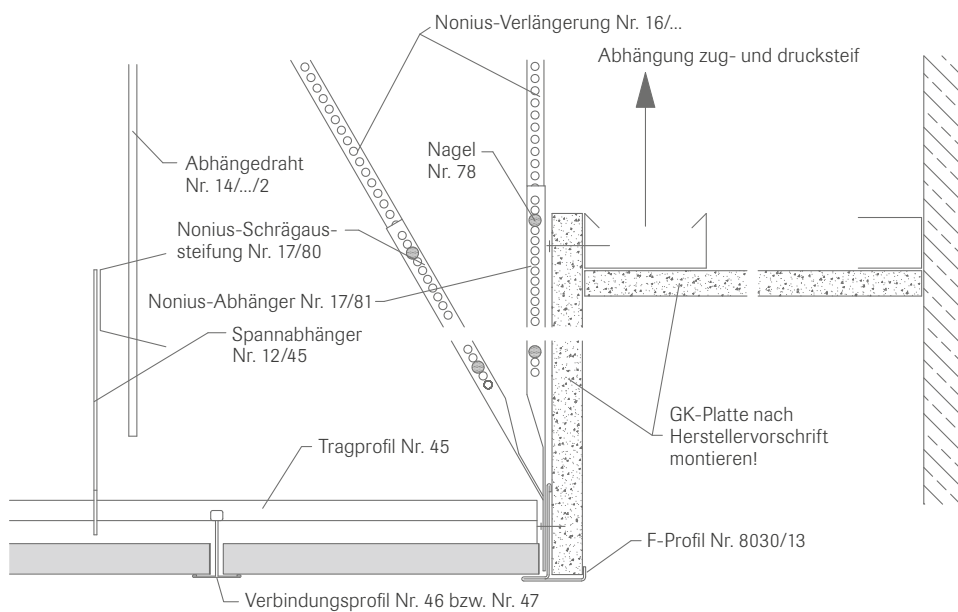 Nonius-Verlängerung Nr. 16/...
Abhängung zug- und drucksteif
Nagel
Nr. 78
Abhängedraht
Nr. 14/.../2
Nonius-Schrägaus-
steifung Nr. 17/80
Nonius-Abhänger Nr. 17/81
Spannabhänger
Nr. 12/45
GK-Platte nach
Herstellervorschrift
montieren!
Tragprofil Nr. 45
F-Profil Nr. 8030/13
Verbindungsprofil Nr. 46 bzw. Nr. 47